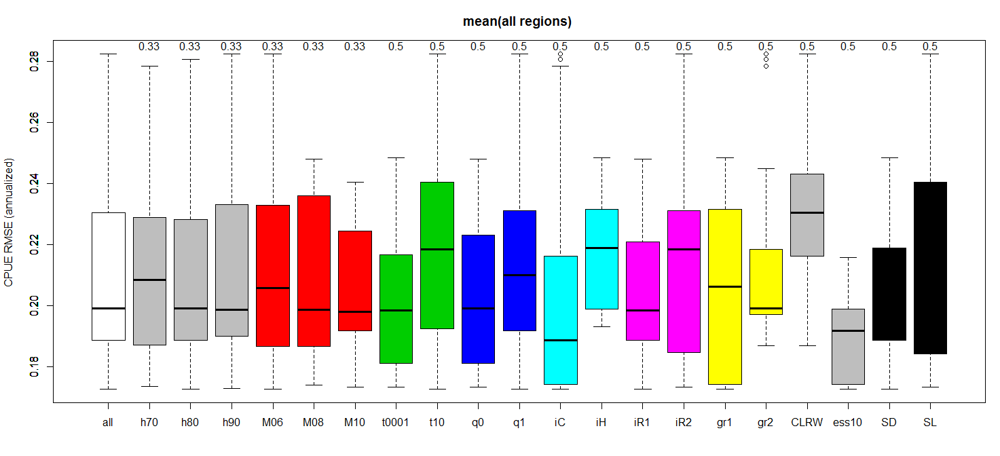 mean(all regions)
0.33 0.33 0.33 0.33 0.33 0.33 0.5 0.5 0.5 0.5 0.5 0.5 0.5 0.5 0.5 0.5 0.5 0.5 0.5 0.5
CPUE RMSE (annualized)
0.28
0.26
0.24
0.22
0.20
0.18
all h70 h80 h90 M06 M08 M10 t0001 t10 q0 q1 iC iH iR1 iR2 gr1 gr2 CLRW ess10 SD SL